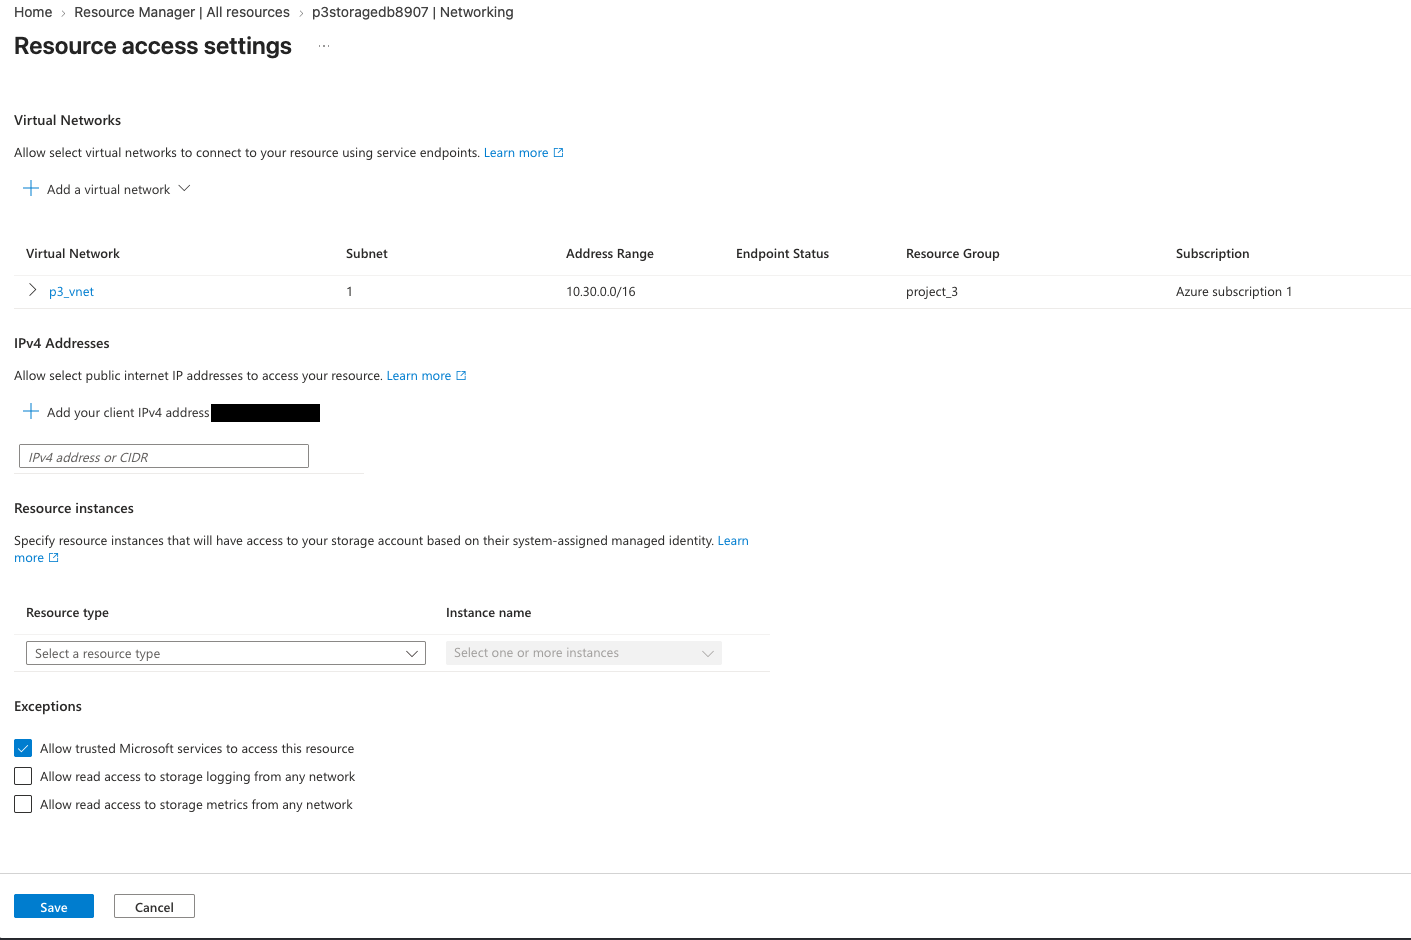 Home > Resource Manager | All resources > p3storagedb8907 | Networking
Resource access settings ...
Virtual Networks
Allow select virtual networks to connect to your resource using service endpoints. Learn more
Add a virtual network
Virtual Network Subnet Address Range Endpoint Status Resource Group Subscription
p3_vnet 1 10.30.0.0/16 project_3 Azure subscription 1
IPv4 Addresses
Allow select public internet IP addresses to access your resource. Learn more
Add your client IPv4 address
IPv4 address or CIDR
Resource instances
Specify resource instances that will have access to your storage account based on their system-assigned managed identity. Learn
more
Resource type Instance name
Select a resource type Select one or more instances
Exceptions
Allow trusted Microsoft services to access this resource
Allow read access to storage logging from any network
Allow read access to storage metrics from any network
Save Cancel